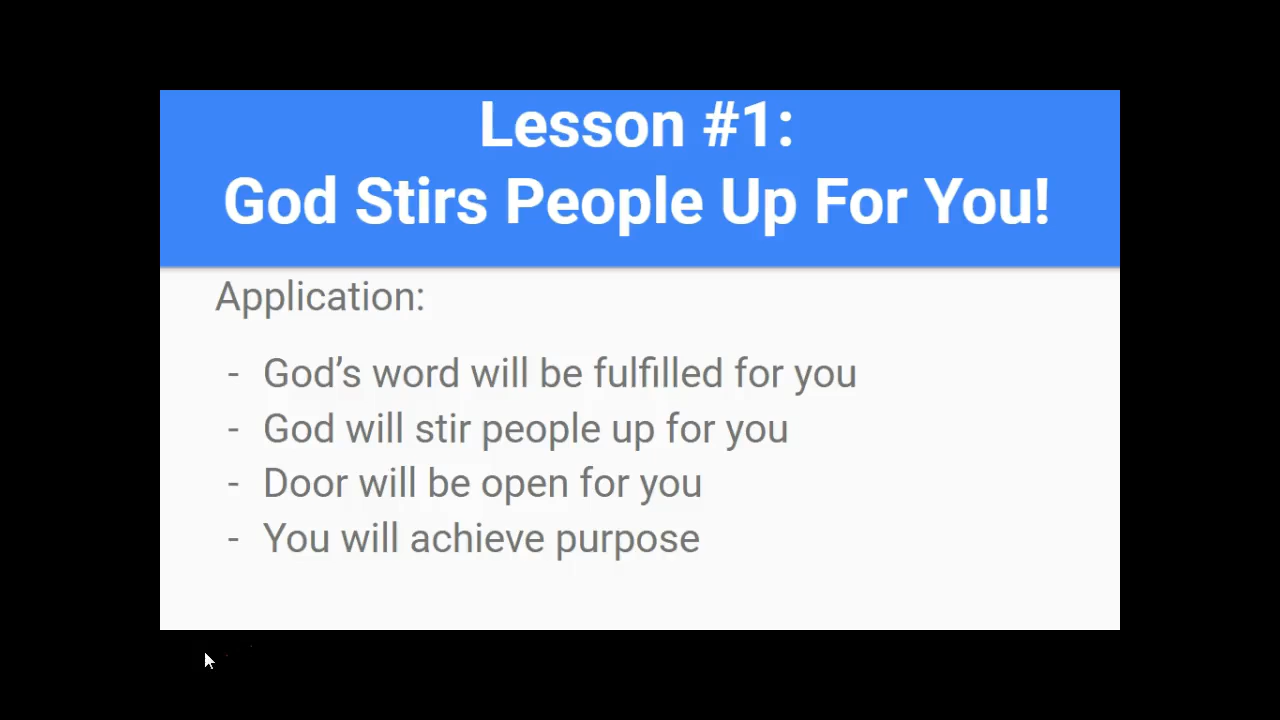 Lesson #1:
God Stirs People Up For You!
Application:
- God’s word will be fulfilled for you
- God will stir people up for you
- Door will be open for you
- You will achieve purpose